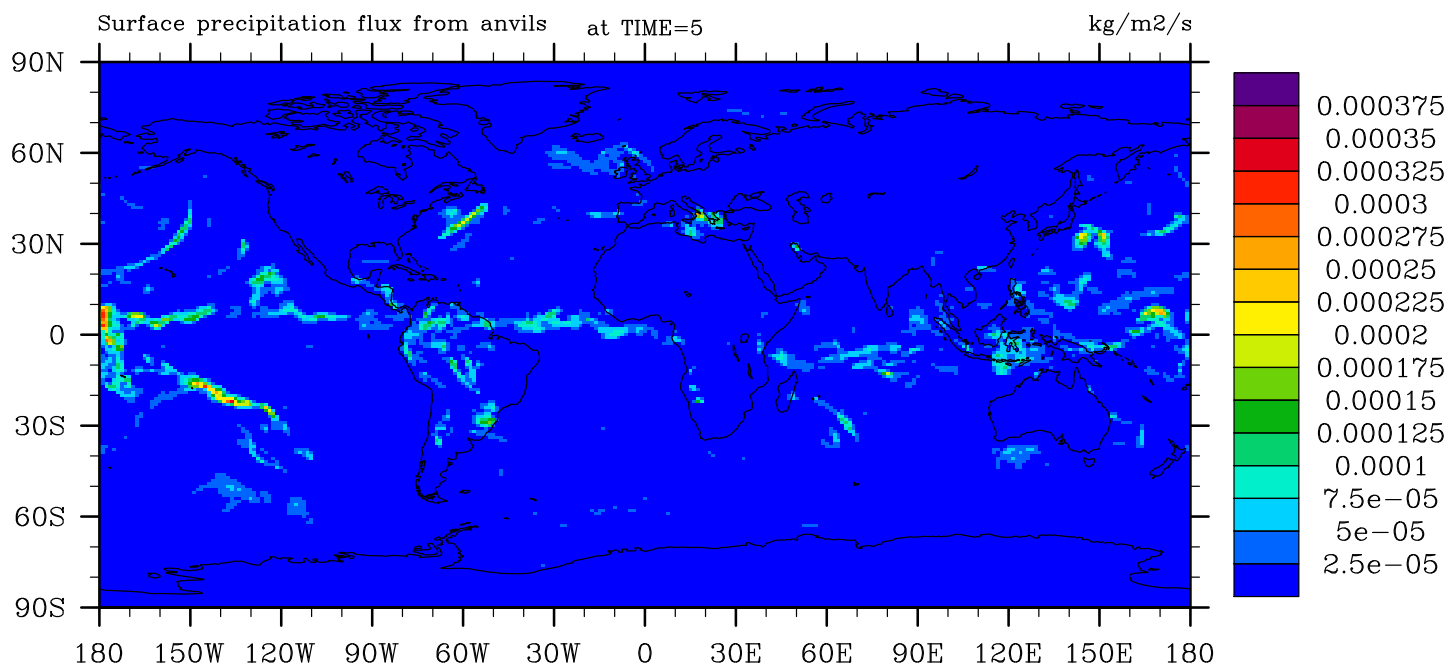 Surface precipitation flux from anvils at TIME=5 kg/m2/s
90N
60N
30N
0
30S
60S
90S
180 150W 120W 90W 60W 30W 0 30E 60E 90E 120E 150E 180
0.000375
0.00035
0.000325
0.0003
0.000275
0.00025
0.000225
0.0002
0.000175
0.00015
0.000125
0.0001
7.5e−05
5e−05
2.5e−05